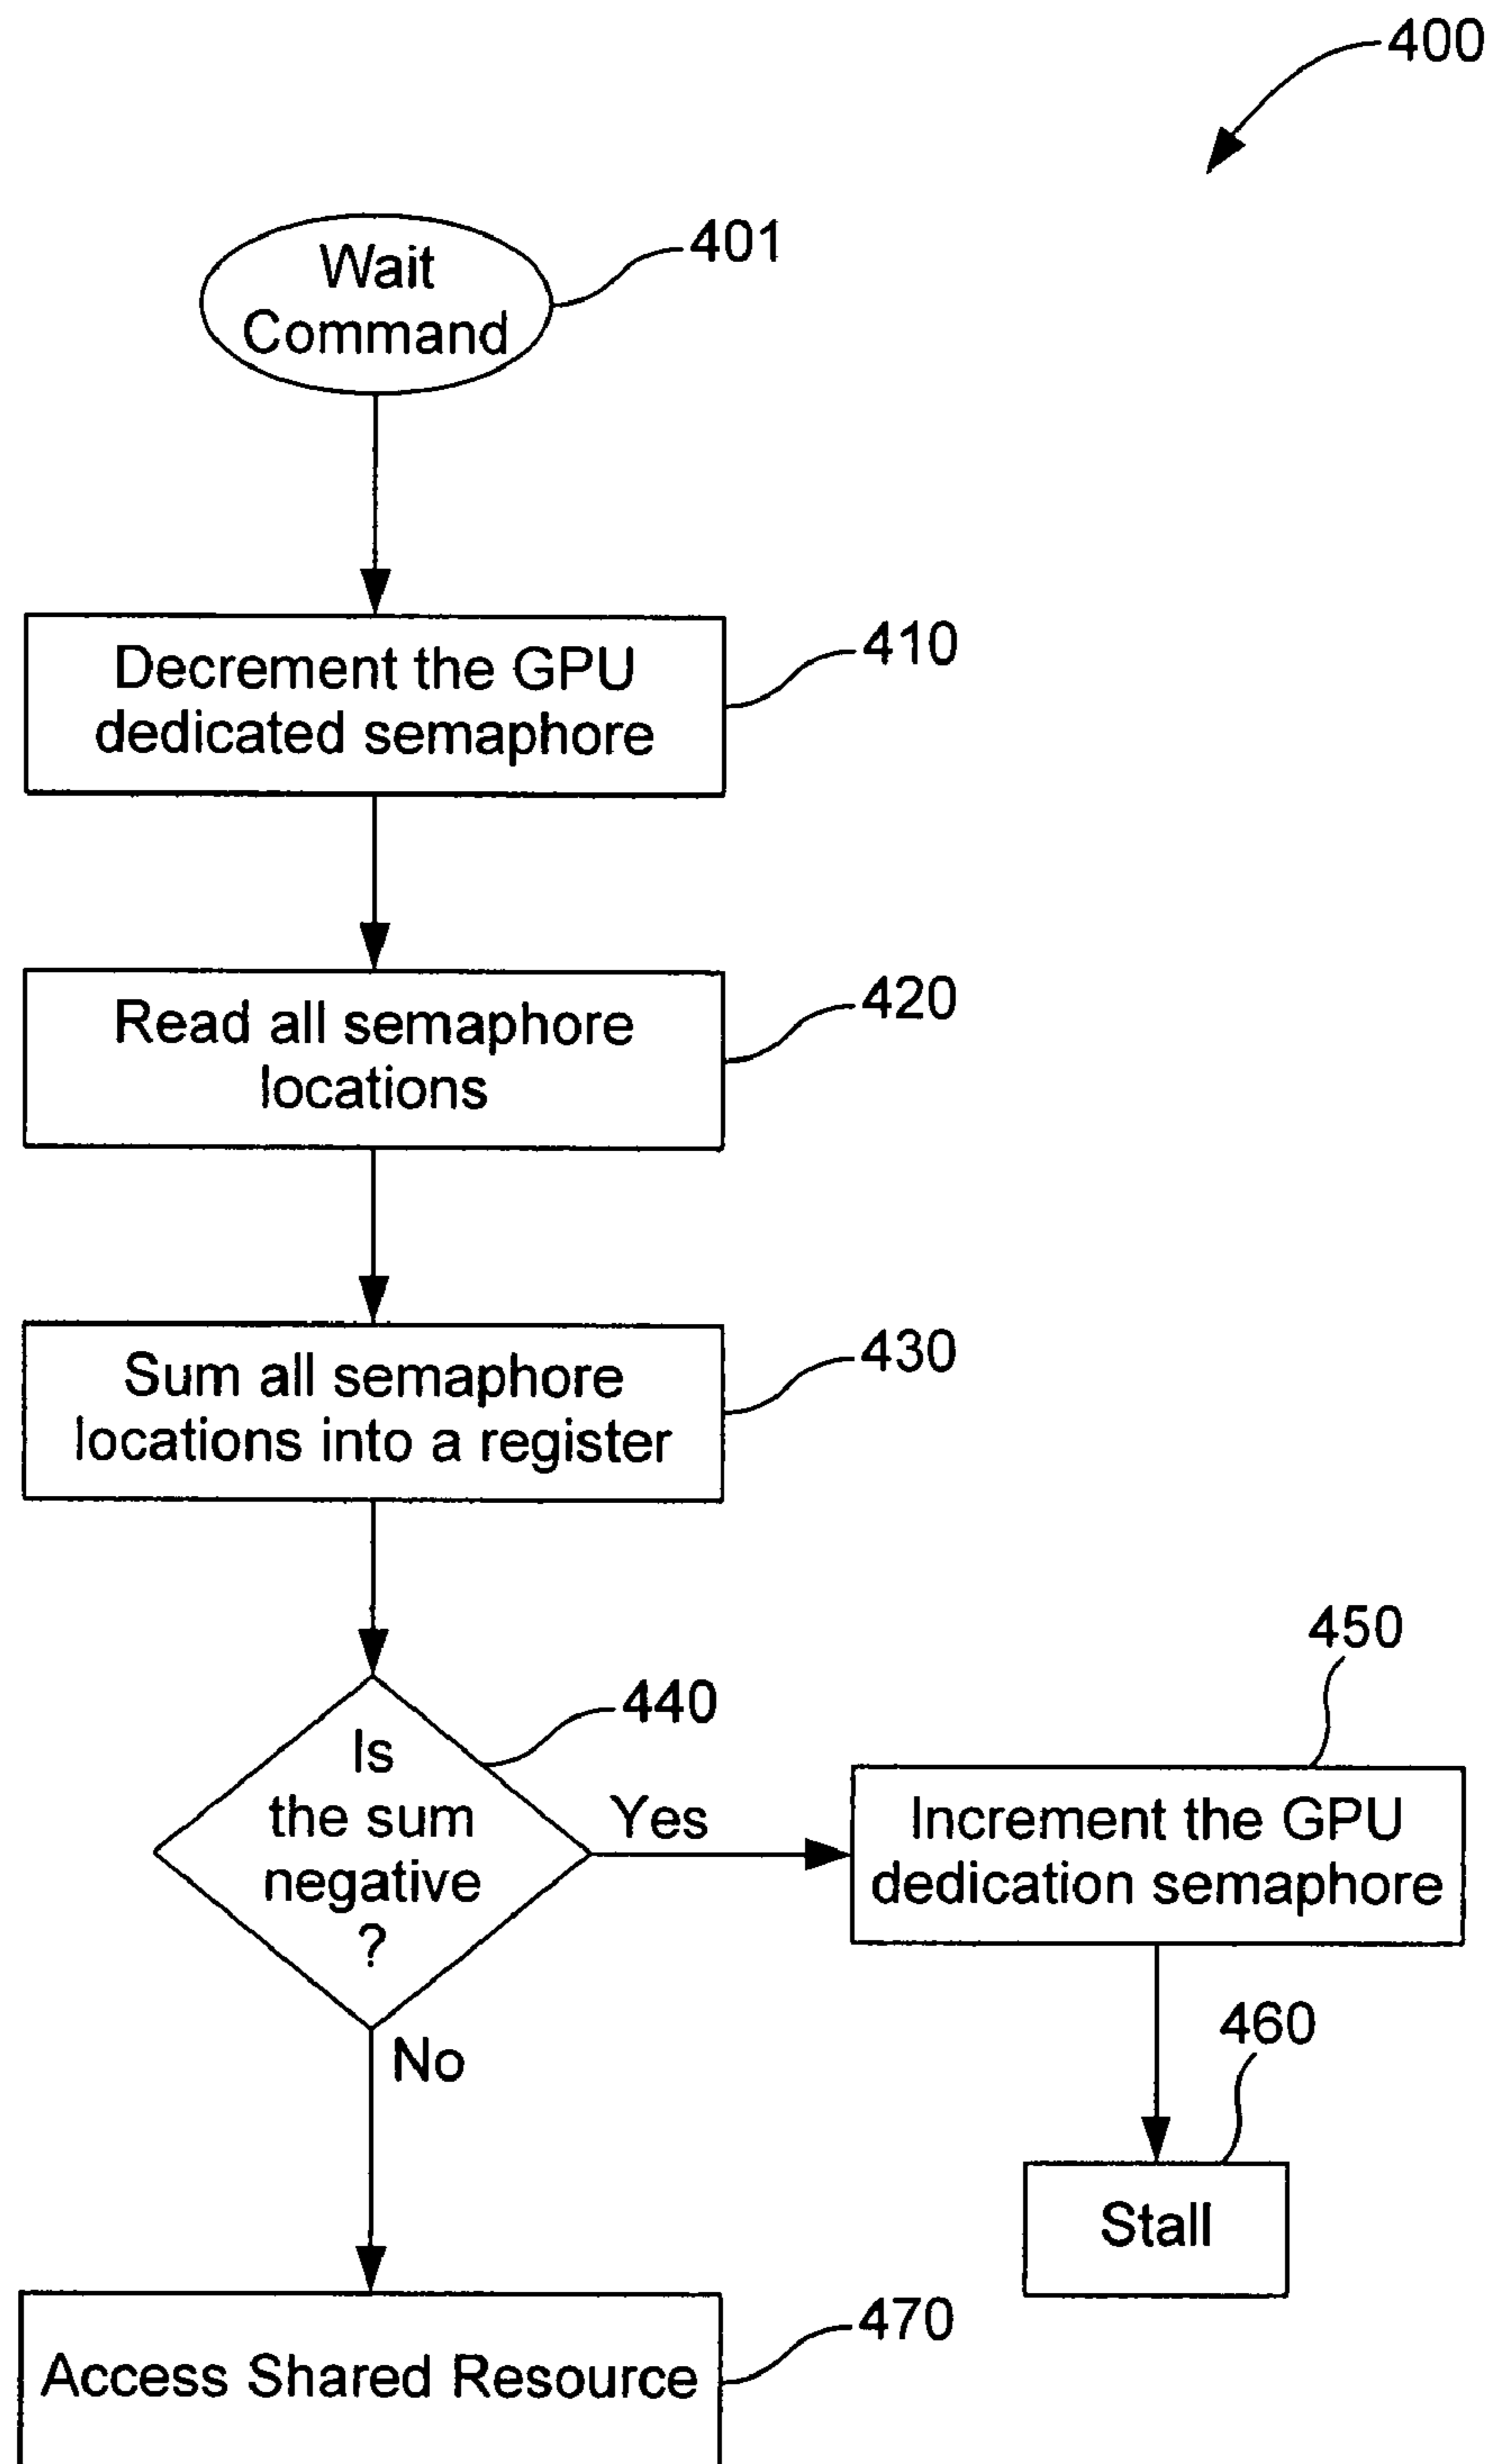 400
Wait
Command
401
Decrement the GPU
dedicated semaphore
410
Read all semaphore
locations
420
Sum all semaphore
locations into a register
430
Is
the sum
negative
?
440
Yes
Increment the GPU
dedication semaphore
450
No
Stall
460
Access Shared Resource
470